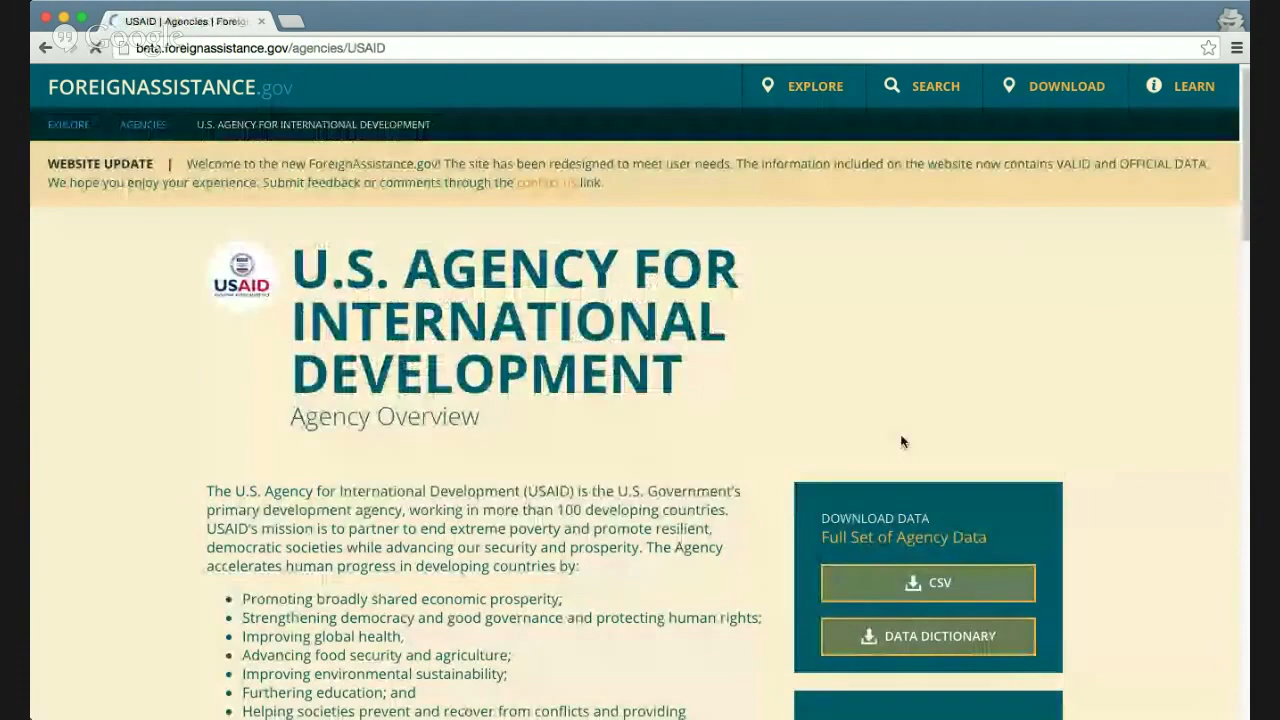 USAID | Agencies | Foreig
Google
beta.foreignassistance.gov/agencies/USAID
FOREIGNASSISTANCE.gov
EXPLORE
SEARCH
DOWNLOAD
LEARN
EXPLORE AGENCIES U.S. AGENCY FOR INTERNATIONAL DEVELOPMENT
WEBSITE UPDATE | Welcome to the new ForeignAssistance.gov! The site has been redesigned to meet user needs. The information included on the website now contains VALID and OFFICIAL DATA.
We hope you enjoy your experience. Submit feedback or comments through the contact us link.
USAID
U.S. AGENCY FOR
INTERNATIONAL
DEVELOPMENT
Agency Overview
The U.S. Agency for International Development (USAID) is the U.S. Government's
primary development agency, working in more than 100 developing countries.
USAID's mission is to partner to end extreme poverty and promote resilient,
democratic societies while advancing our security and prosperity. The Agency
accelerates human progress in developing countries by:
• Promoting broadly shared economic prosperity;
• Strengthening democracy and good governance and protecting human rights;
• Improving global health,
• Advancing food security and agriculture;
• Improving environmental sustainability;
• Furthering education; and
• Helping societies prevent and recover from conflicts and providing
DOWNLOAD DATA
Full Set of Agency Data
CSV
DATA DICTIONARY